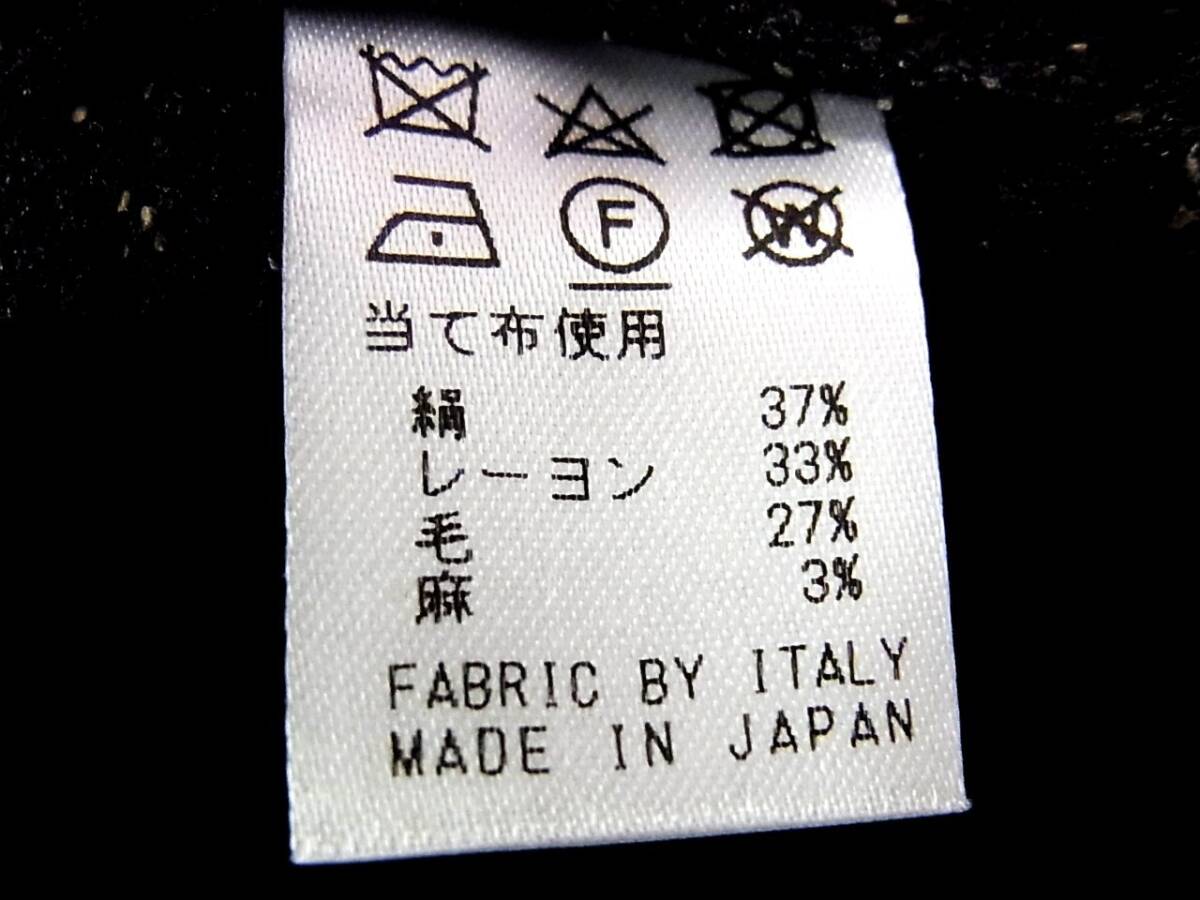 F W
当て布使用
絹 37%
レーヨン 33%
毛 27%
麻 3%
FABRIC BY ITALY
MADE IN JAPAN